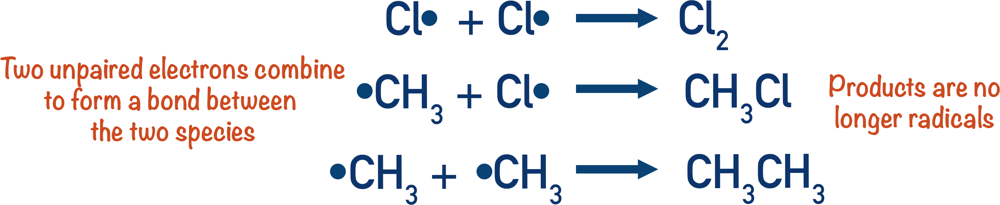 Cl• + Cl• → Cl₂
Two unpaired electrons combine
to form a bond between
the two species
•CH₃ + Cl• → CH₃Cl
Products are no
longer radicals
•CH₃ + •CH₃ → CH₃CH₃